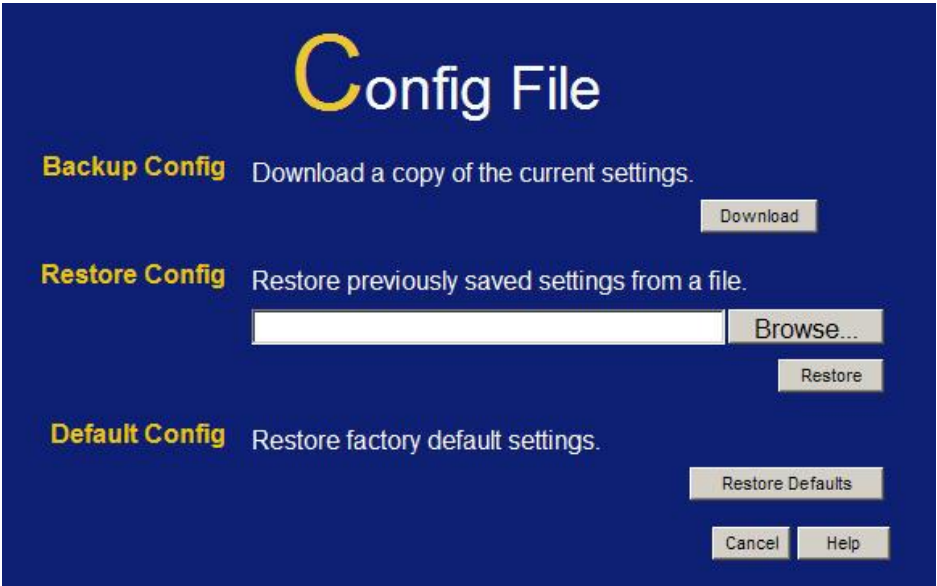 Config File
Backup Config Download a copy of the current settings.
Download
Restore Config Restore previously saved settings from a file.
Browse...
Restore
Default Config Restore factory default settings.
Restore Defaults
Cancel Help